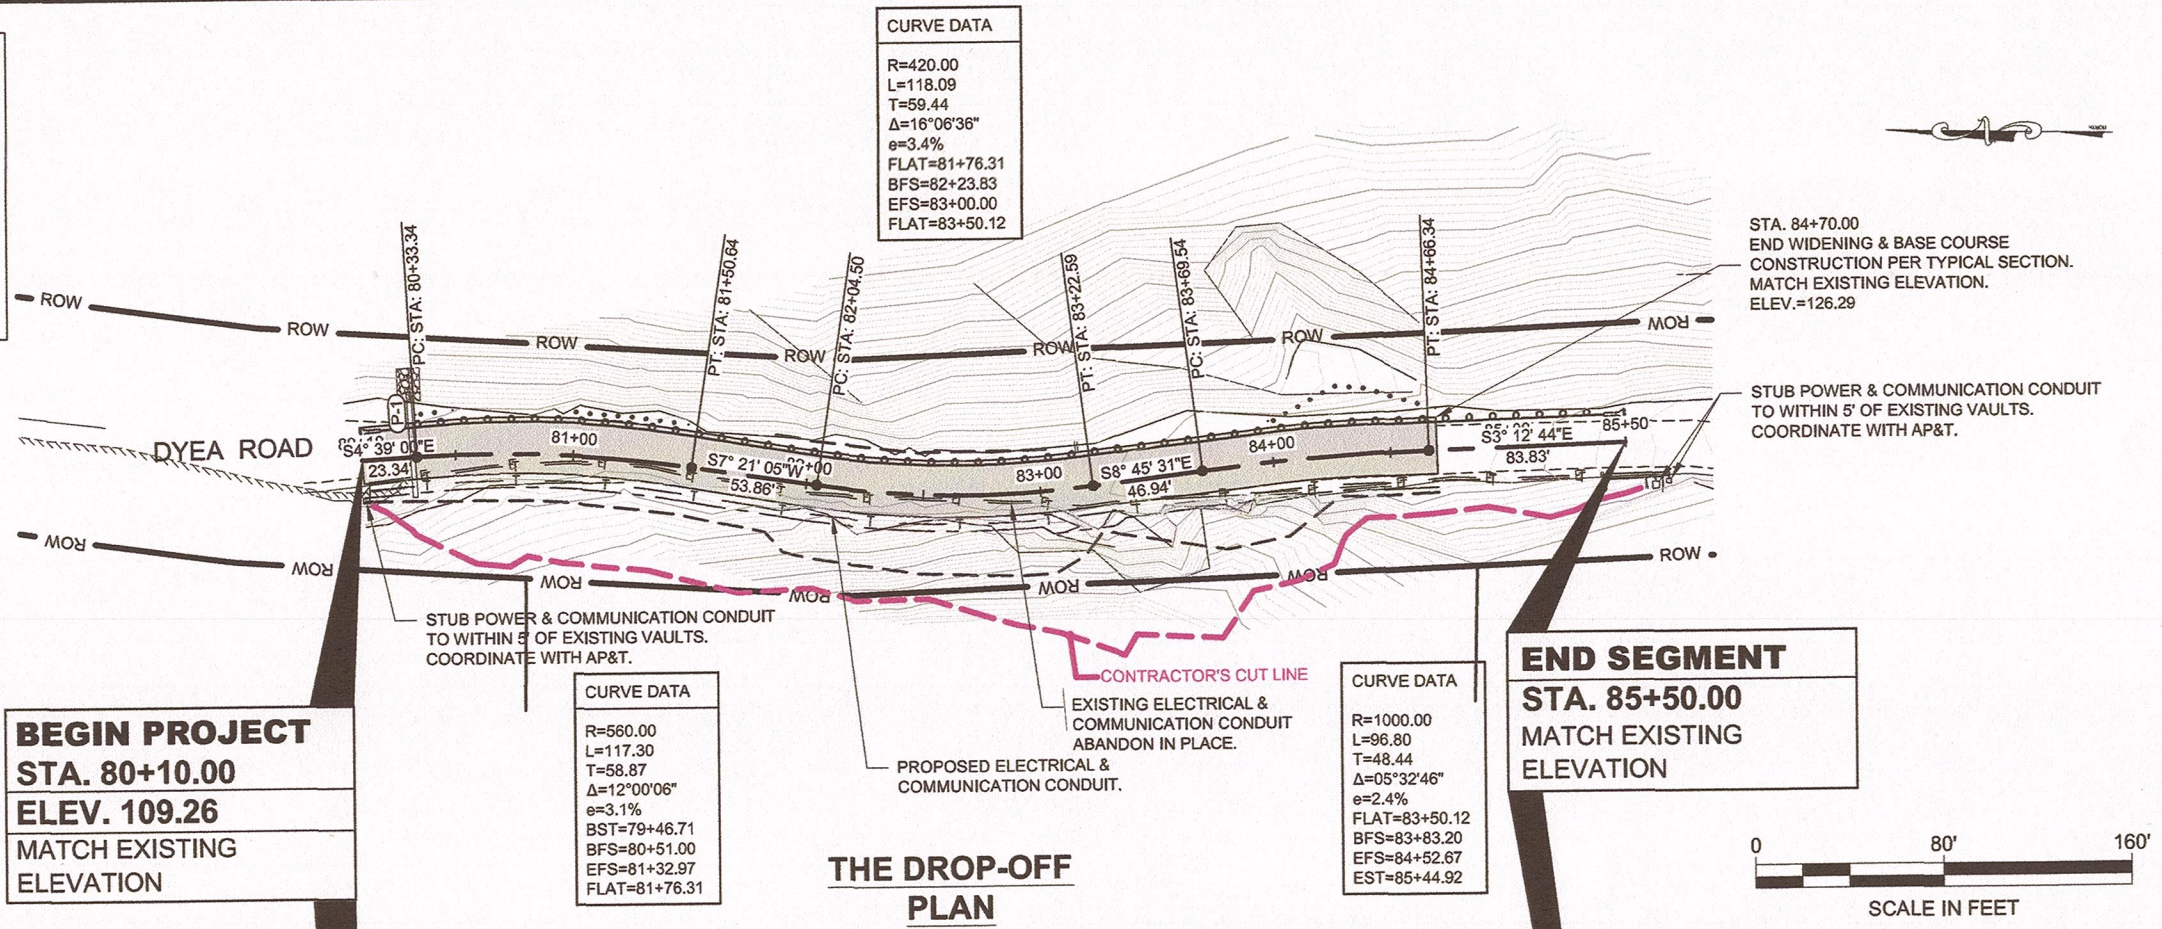 CURVE DATA
R=420.00
L=118.09
T=59.44
Δ=16°06'36"
e=3.4%
FLAT=81+76.31
BFS=82+23.83
EFS=83+00.00
FLAT=83+50.12
NORTH
STA. 84+70.00
END WIDENING & BASE COURSE
CONSTRUCTION PER TYPICAL SECTION.
MATCH EXISTING ELEVATION.
ELEV.=126.29
PC: STA: 80+33.34
PT: STA: 81+50.64
PC: STA: 82+04.50
PT: STA: 83+22.59
PC: STA: 83+69.54
PT: STA: 84+66.34
ROW
ROW
ROW
ROW
ROW
ROW
ROW
STUB POWER & COMMUNICATION CONDUIT
TO WITHIN 5' OF EXISTING VAULTS.
COORDINATE WITH AP&T.
P-1
DYEA ROAD
S4° 39' 00"E
23.34'
81+00
S7° 21' 05"W
53.86'
83+00
S8° 45' 31"E
46.94'
84+00
S3° 12' 44"E
83.83'
85+50
ROW
ROW
ROW
ROW
ROW
ROW
ROW
STUB POWER & COMMUNICATION CONDUIT
TO WITHIN 5' OF EXISTING VAULTS.
COORDINATE WITH AP&T.
CONTRACTOR'S CUT LINE
EXISTING ELECTRICAL &
COMMUNICATION CONDUIT
ABANDON IN PLACE.
PROPOSED ELECTRICAL &
COMMUNICATION CONDUIT.
BEGIN PROJECT
STA. 80+10.00
ELEV. 109.26
MATCH EXISTING
ELEVATION
CURVE DATA
R=560.00
L=117.30
T=58.87
Δ=12°00'06"
e=3.1%
BST=79+46.71
BFS=80+51.00
EFS=81+32.97
FLAT=81+76.31
CURVE DATA
R=1000.00
L=96.80
T=48.44
Δ=05°32'46"
e=2.4%
FLAT=83+50.12
BFS=83+83.20
EFS=84+52.67
EST=85+44.92
END SEGMENT
STA. 85+50.00
MATCH EXISTING
ELEVATION
THE DROP-OFF
PLAN
0 80' 160'
SCALE IN FEET